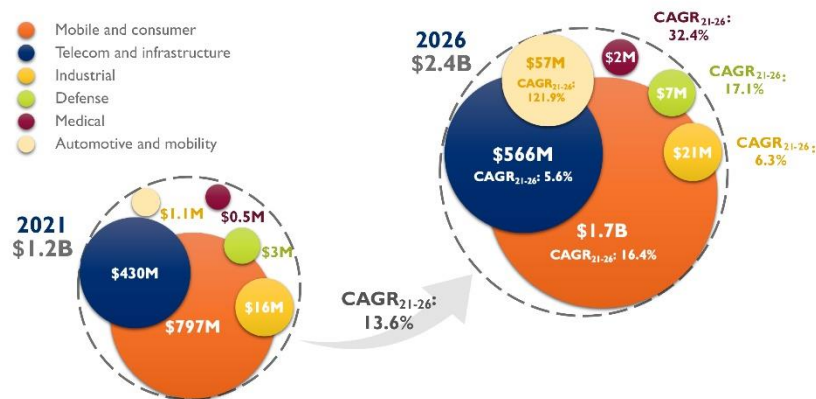 Mobile and consumer
Telecom and infrastructure
Industrial
Defense
Medical
Automotive and mobility
2021
$1.2B
$1.1M
$0.5M
$3M
$430M
$16M
$797M
CAGR21-26:
13.6%
2026
$2.4B
$57M
CAGR21-26:
121.9%
$2M
CAGR21-26:
32.4%
$7M
CAGR21-26:
17.1%
$21M
CAGR21-26:
6.3%
$566M
CAGR21-26: 5.6%
$1.7B
CAGR21-26: 16.4%